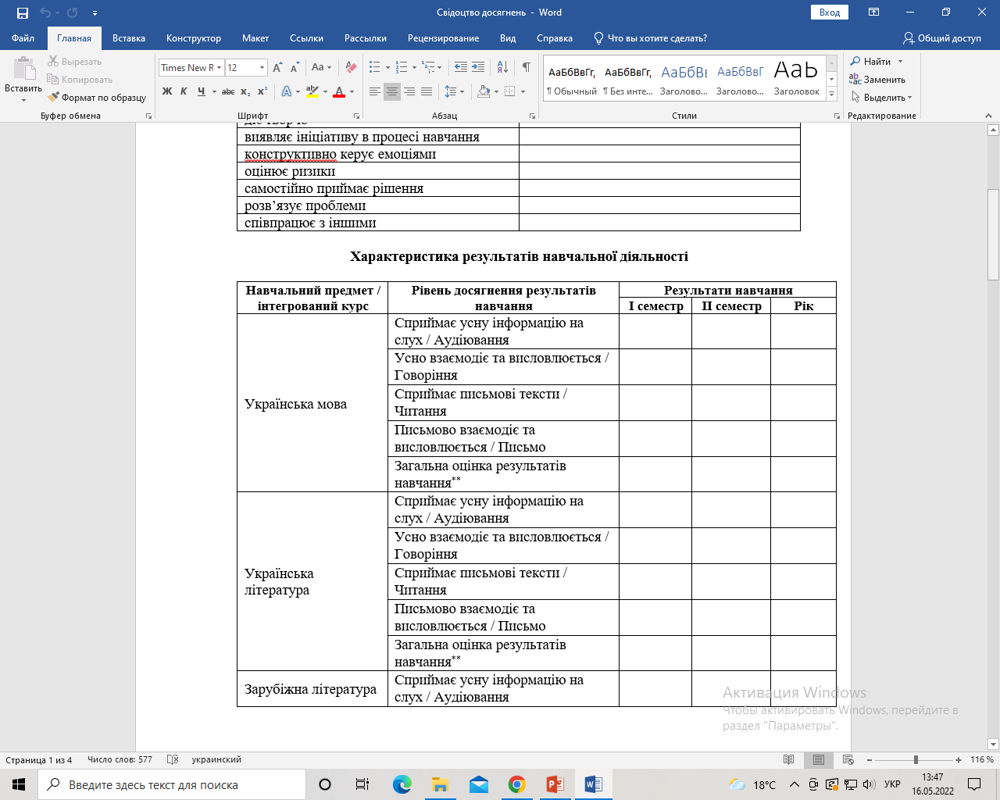 Свідоцтво досягнень - Word
Вход
Файл Главная Вставка Конструктор Макет Ссылки Рассылки Рецензирование Вид Справка Что вы хотите сделать? Общий доступ
Вставить
Вырезать
Копировать
Формат по образцу
Буфер обмена
Times New R 12
Ж К Ч abc x₂ x²
Шрифт
Абзац
АаБбВвГг, АаБбВвГг, АаБбВв АаБбВвГ АаЬ
¶ Обычный ¶ Без инте... Заголово... Заголово... Заголовок
Стили
Найти
Заменить
Выделить
Редактирование
виявляє ініціативу в процесі навчання
конструктивно керує емоціями
оцінює ризики
самостійно приймає рішення
розв’язує проблеми
співпрацює з іншими
Характеристика результатів навчальної діяльності
Навчальний предмет /
інтегрований курс
Рівень досягнення результатів
навчання
Результати навчання
І семестр ІІ семестр Рік
Українська мова
Сприймає усну інформацію на
слух / Аудіювання
Усно взаємодіє та висловлюється /
Говоріння
Сприймає письмові тексти /
Читання
Письмово взаємодіє та
висловлюється / Письмо
Загальна оцінка результатів
навчання**
Українська
література
Сприймає усну інформацію на
слух / Аудіювання
Усно взаємодіє та висловлюється /
Говоріння
Сприймає письмові тексти /
Читання
Письмово взаємодіє та
висловлюється / Письмо
Загальна оцінка результатів
навчання**
Зарубіжна література
Сприймає усну інформацію на
слух / Аудіювання
Активация Windows
Чтобы активировать Windows, перейдите в
раздел "Параметры".
Страница 1 из 4 Число слов: 577 украинский 116 %
Введите здесь текст для поиска
18°C
УКР
13:47
16.05.2022